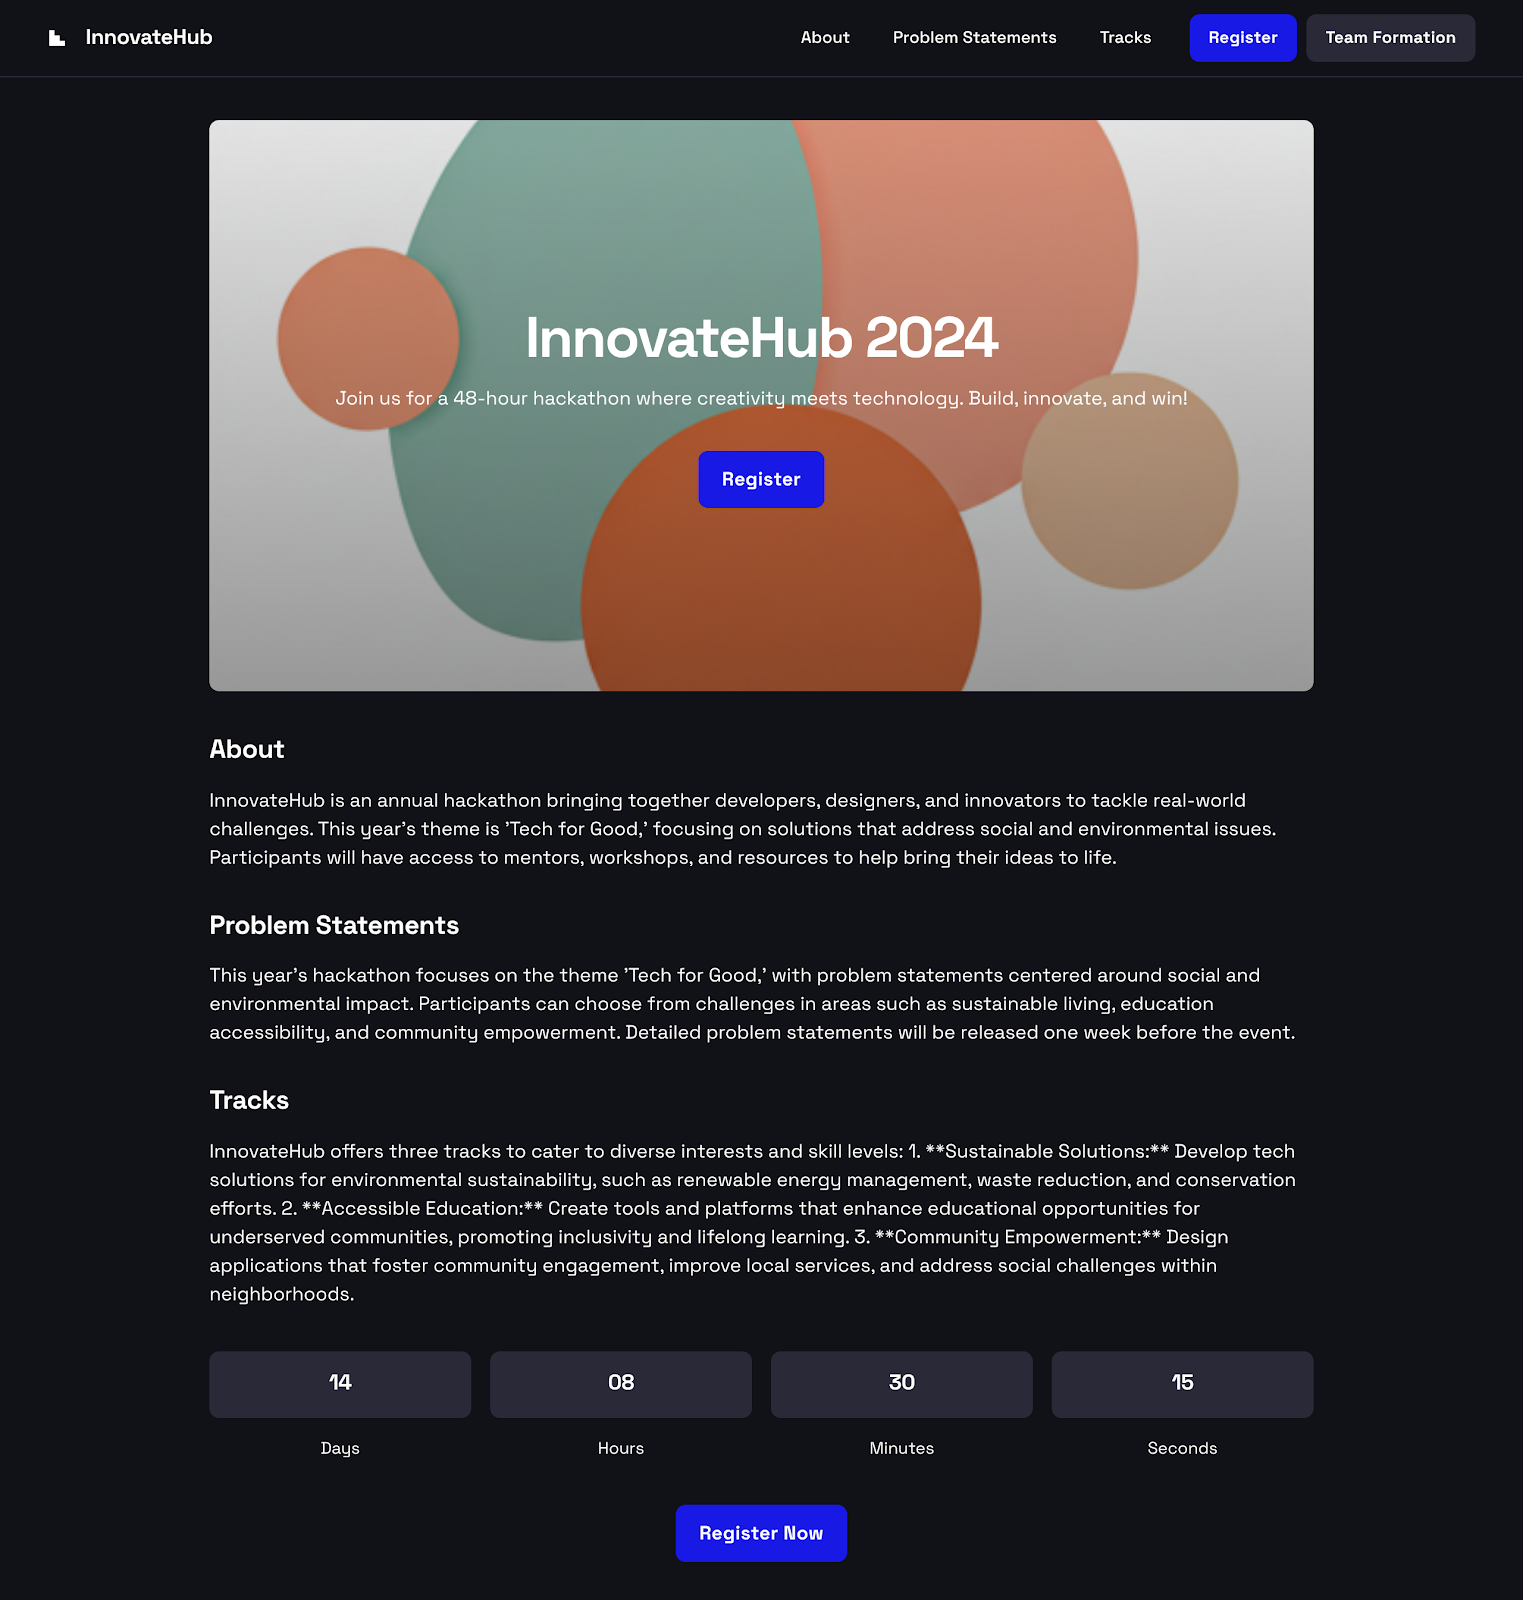 InnovateHub
About
Problem Statements
Tracks
Register
Team Formation
InnovateHub 2024
Join us for a 48-hour hackathon where creativity meets technology. Build, innovate, and win!
Register
About
InnovateHub is an annual hackathon bringing together developers, designers, and innovators to tackle real-world
challenges. This year's theme is 'Tech for Good,' focusing on solutions that address social and environmental issues.
Participants will have access to mentors, workshops, and resources to help bring their ideas to life.
Problem Statements
This year's hackathon focuses on the theme 'Tech for Good,' with problem statements centered around social and
environmental impact. Participants can choose from challenges in areas such as sustainable living, education
accessibility, and community empowerment. Detailed problem statements will be released one week before the event.
Tracks
InnovateHub offers three tracks to cater to diverse interests and skill levels: 1. **Sustainable Solutions:** Develop tech
solutions for environmental sustainability, such as renewable energy management, waste reduction, and conservation
efforts. 2. **Accessible Education:** Create tools and platforms that enhance educational opportunities for
underserved communities, promoting inclusivity and lifelong learning. 3. **Community Empowerment:** Design
applications that foster community engagement, improve local services, and address social challenges within
neighborhoods.
14
08
30
15
Days
Hours
Minutes
Seconds
Register Now